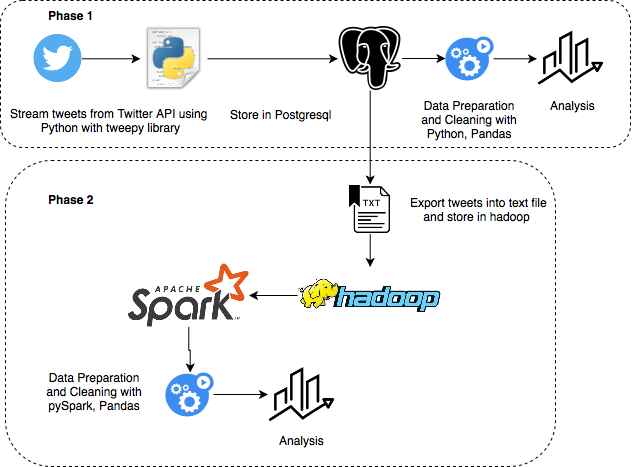 Phase 1
Stream tweets from Twitter API using
Python with tweepy library
Store in Postgresql
Data Preparation
and Cleaning with
Python, Pandas
Analysis
Phase 2
TXT
Export tweets into text file
and store in hadoop
APACHE
Spark
TM
hadoop
Data Preparation
and Cleaning with
pySpark, Pandas
Analysis